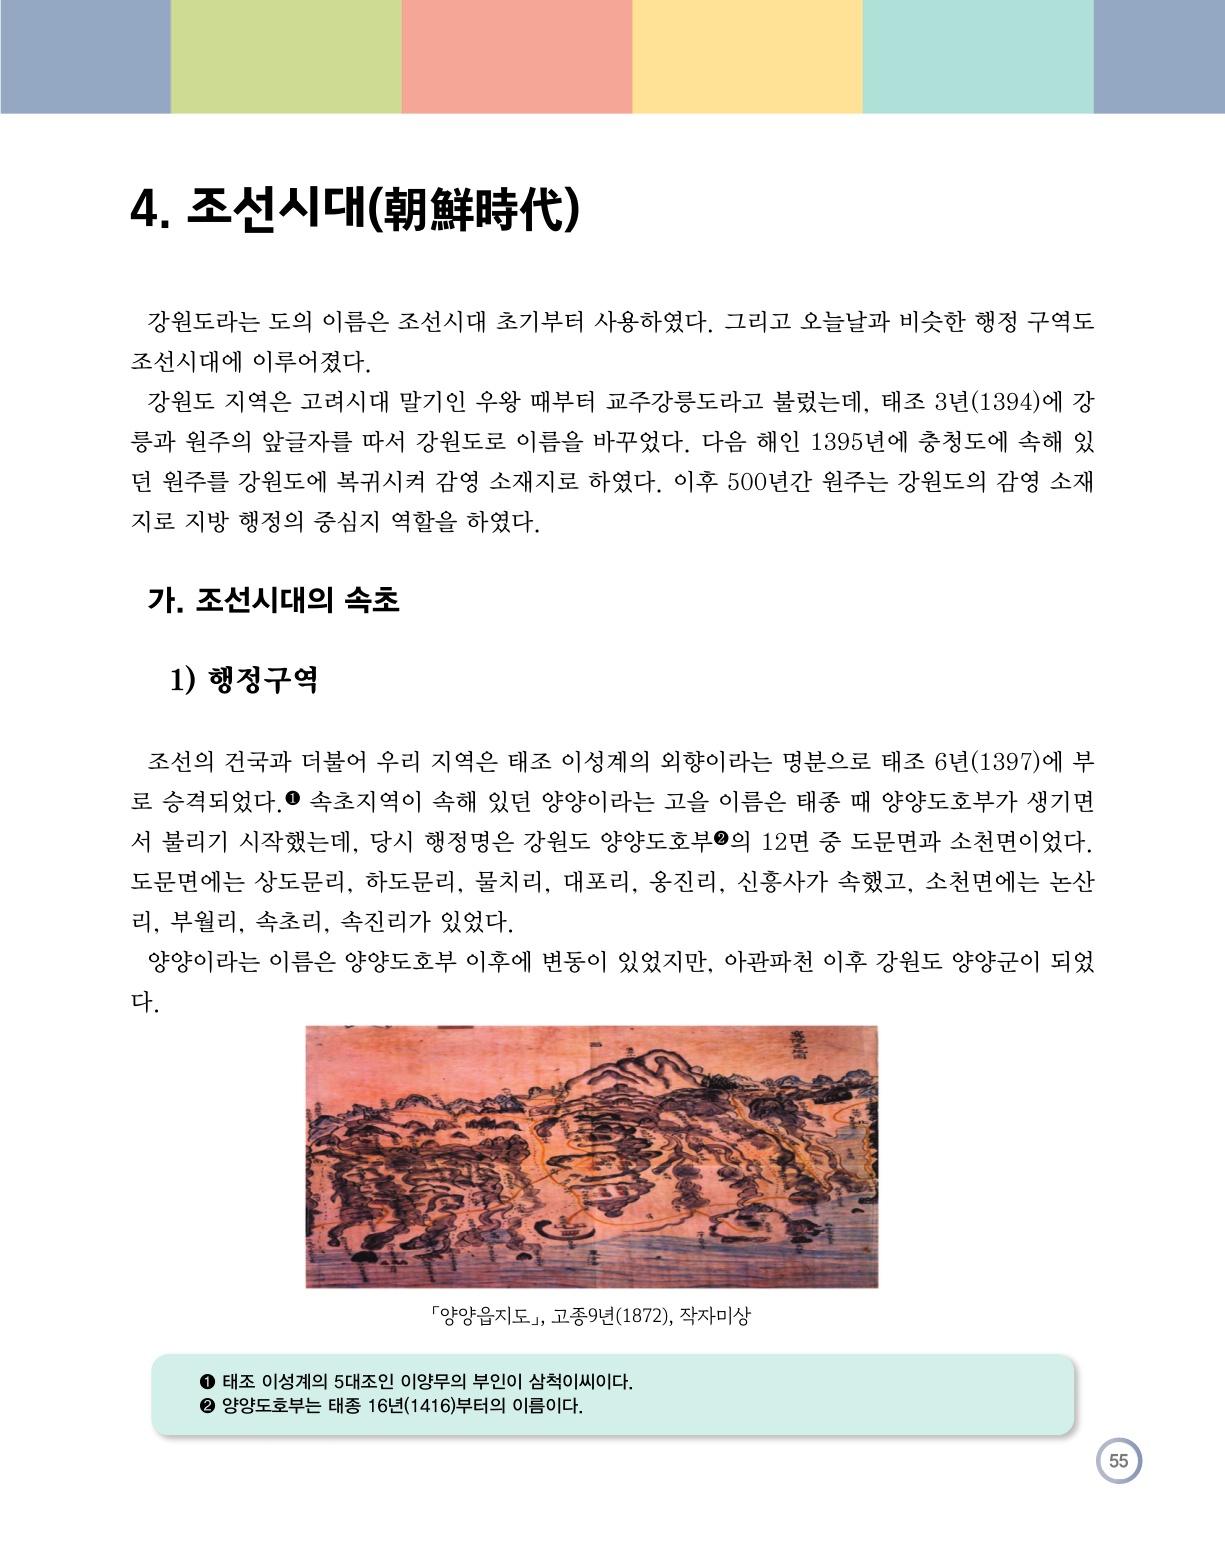 4. 조선시대(朝鮮時代)
강원도라는 도의 이름은 조선시대 초기부터 사용하였다. 그리고 오늘날과 비슷한 행정 구역도
조선시대에 이루어졌다.
강원도 지역은 고려시대 말기인 우왕 때부터 교주강릉도라고 불렀는데, 태조 3년(1394)에 강
릉과 원주의 앞글자를 따서 강원도로 이름을 바꾸었다. 다음 해인 1395년에 충청도에 속해 있
던 원주를 강원도에 복귀시켜 감영 소재지로 하였다. 이후 500년간 원주는 강원도의 감영 소재
지로 지방 행정의 중심지 역할을 하였다.
가. 조선시대의 속초
1) 행정구역
조선의 건국과 더불어 우리 지역은 태조 이성계의 외향이라는 명분으로 태조 6년(1397)에 부
로 승격되었다.❶ 속초지역이 속해 있던 양양이라는 고을 이름은 태종 때 양양도호부가 생기면
서 불리기 시작했는데, 당시 행정명은 강원도 양양도호부❷의 12면 중 도문면과 소천면이었다.
도문면에는 상도문리, 하도문리, 물치리, 대포리, 옹진리, 신흥사가 속했고, 소천면에는 논산
리, 부월리, 속초리, 속진리가 있었다.
양양이라는 이름은 양양도호부 이후에 변동이 있었지만, 아관파천 이후 강원도 양양군이 되었
다.
「양양읍지도」, 고종9년(1872), 작자미상
❶ 태조 이성계의 5대조인 이양무의 부인이 삼척이씨이다.
❷ 양양도호부는 태종 16년(1416)부터의 이름이다.
55